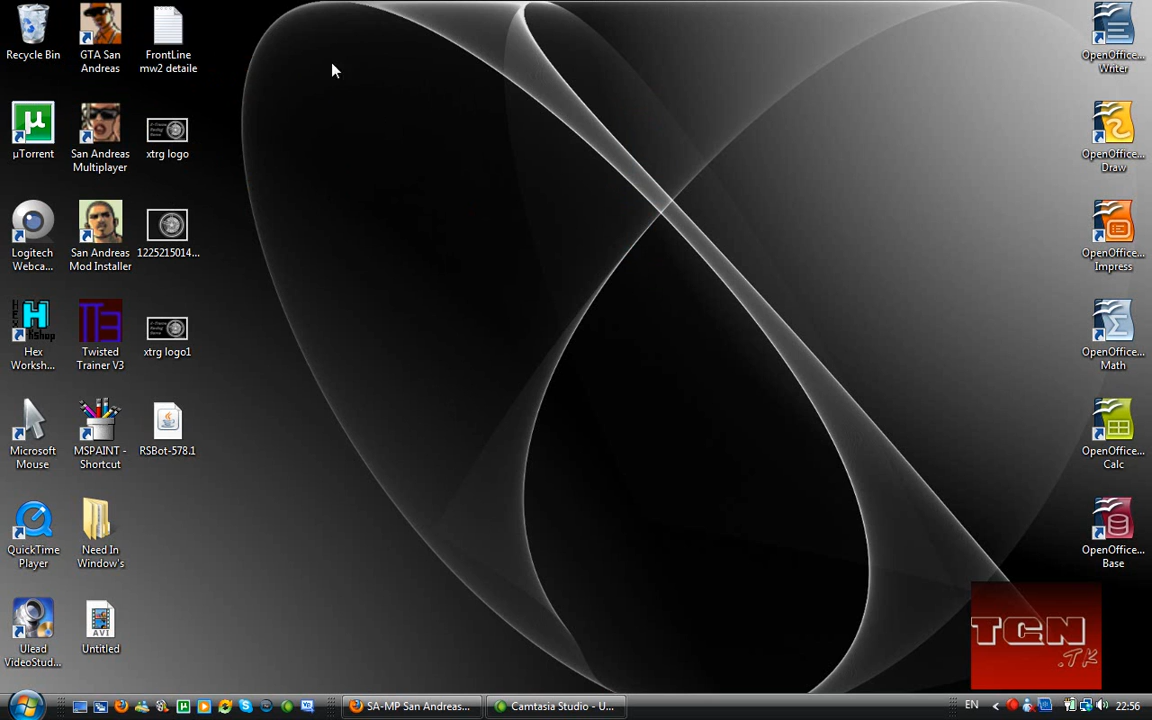 Recycle Bin
GTA San
Andreas
FrontLine
mw2 detaile
OpenOffice...
Writer
µ
µTorrent
San Andreas
Multiplayer
xtrg logo
OpenOffice...
Draw
Logitech
Webca...
San Andreas
Mod Installer
1225215014...
OpenOffice...
Impress
Hex
Worksh...
Twisted
Trainer V3
xtrg logo1
OpenOffice...
Math
Microsoft
Mouse
MSPAINT -
Shortcut
RSBot-578.1
OpenOffice...
Calc
QuickTime
Player
Need In
Window's
OpenOffice...
Base
Ulead
VideoStud...
AVI
Untitled
TCN
.TK
SA-MP San Andreas...
Camtasia Studio - U...
EN
22:56